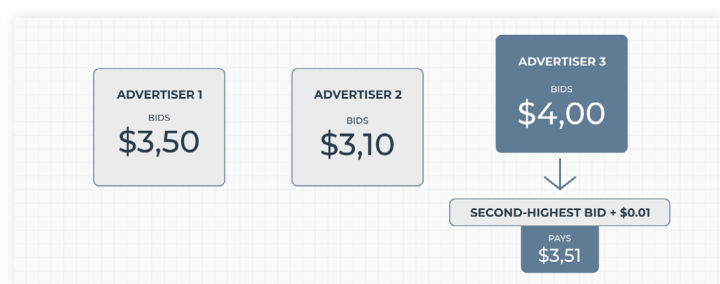 ADVERTISER 1
BIDS
$3,50
ADVERTISER 2
BIDS
$3,10
ADVERTISER 3
BIDS
$4,00
SECOND-HIGHEST BID + $0.01
PAYS
$3,51